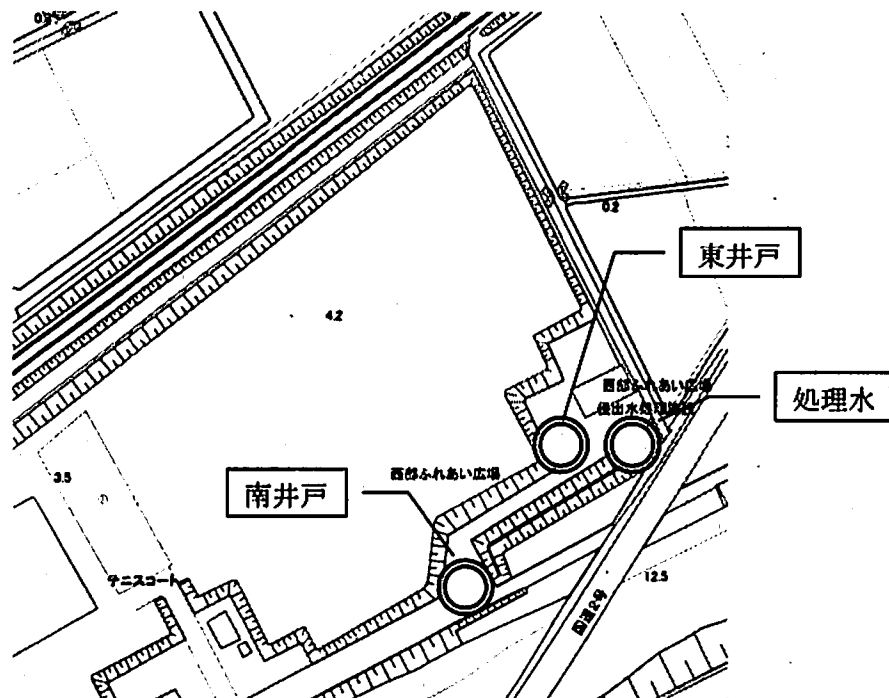 0.2
東井戸
4.2
西部ふれあい広場
浸出水処理施設
処理水
3.5
西部ふれあい広場
南井戸
テニスコート
12.5
国道2号